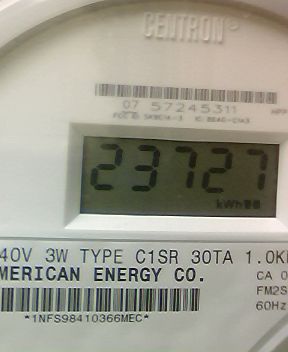 CENTRON®
07 57245311
23727
kWh
40V 3W TYPE C1SR 30TA 1.0K
MERICAN ENERGY CO.
CA 0
FM2S
60Hz
*1NFS98410366MEC*